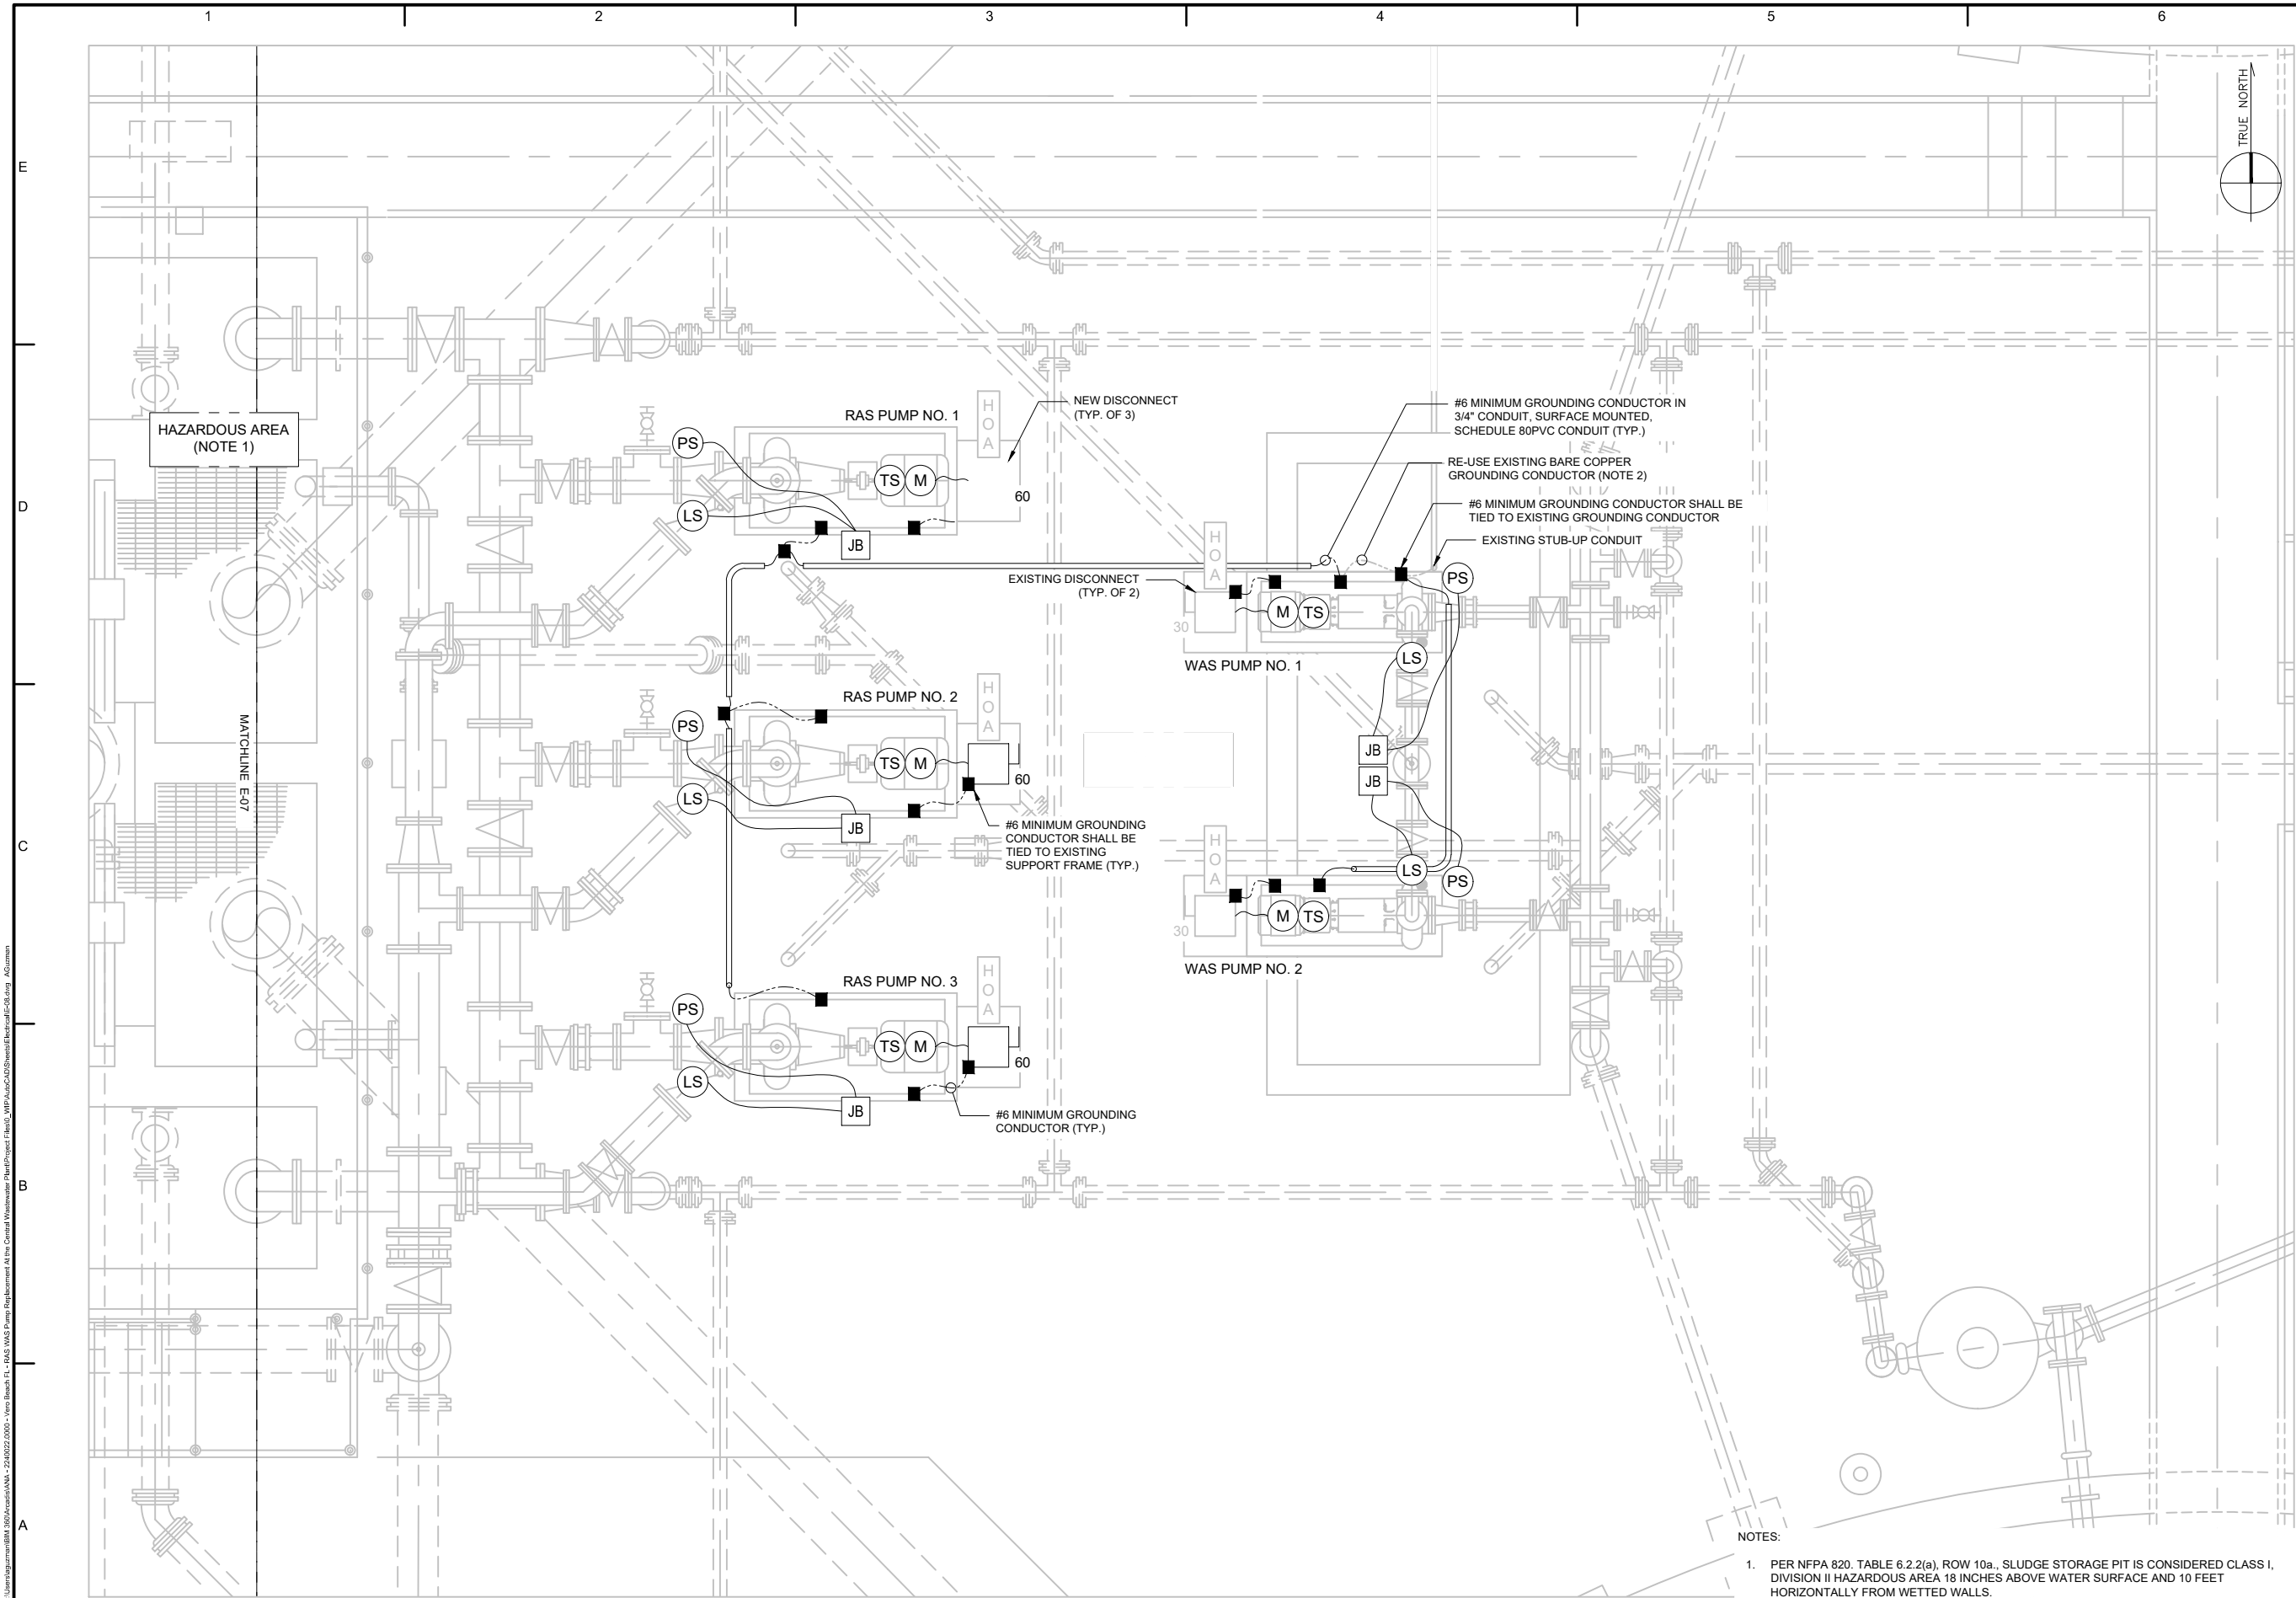 1 2 3 4 5 6
E
D
C
B
A
TRUE NORTH
HAZARDOUS AREA
(NOTE 1)
MATCHLINE E-07
RAS PUMP NO. 1
H
O
A
NEW DISCONNECT
(TYP. OF 3)
PS
TS
M
60
LS
JB
#6 MINIMUM GROUNDING CONDUCTOR IN
3/4" CONDUIT, SURFACE MOUNTED,
SCHEDULE 80PVC CONDUIT (TYP.)
RE-USE EXISTING BARE COPPER
GROUNDING CONDUCTOR (NOTE 2)
#6 MINIMUM GROUNDING CONDUCTOR SHALL BE
TIED TO EXISTING GROUNDING CONDUCTOR
EXISTING STUB-UP CONDUIT
EXISTING DISCONNECT
(TYP. OF 2)
H
O
A
PS
M
TS
30
LS
WAS PUMP NO. 1
RAS PUMP NO. 2
H
O
A
PS
TS
M
60
LS
JB
#6 MINIMUM GROUNDING
CONDUCTOR SHALL BE
TIED TO EXISTING
SUPPORT FRAME (TYP.)
JB
JB
H
O
A
LS
PS
M
TS
30
WAS PUMP NO. 2
RAS PUMP NO. 3
H
O
A
PS
TS
M
60
LS
JB
#6 MINIMUM GROUNDING
CONDUCTOR (TYP.)
NOTES:
1. PER NFPA 820. TABLE 6.2.2(a), ROW 10a., SLUDGE STORAGE PIT IS CONSIDERED CLASS I,
DIVISION II HAZARDOUS AREA 18 INCHES ABOVE WATER SURFACE AND 10 FEET
HORIZONTALLY FROM WETTED WALLS.